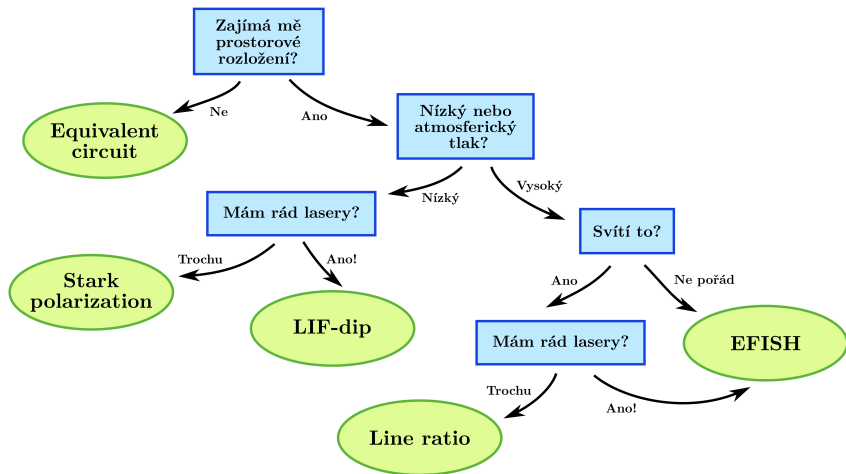 Zajímá mě
prostorové
rozložení?
Ne
Ano
Equivalent
circuit
Nízký nebo
atmosferický
tlak?
Nízký
Vysoký
Mám rád lasery?
Svítí to?
Trochu
Ano!
Stark
polarization
LIF-dip
Ano
Ne pořád
Mám rád lasery?
EFISH
Trochu
Ano!
Line ratio